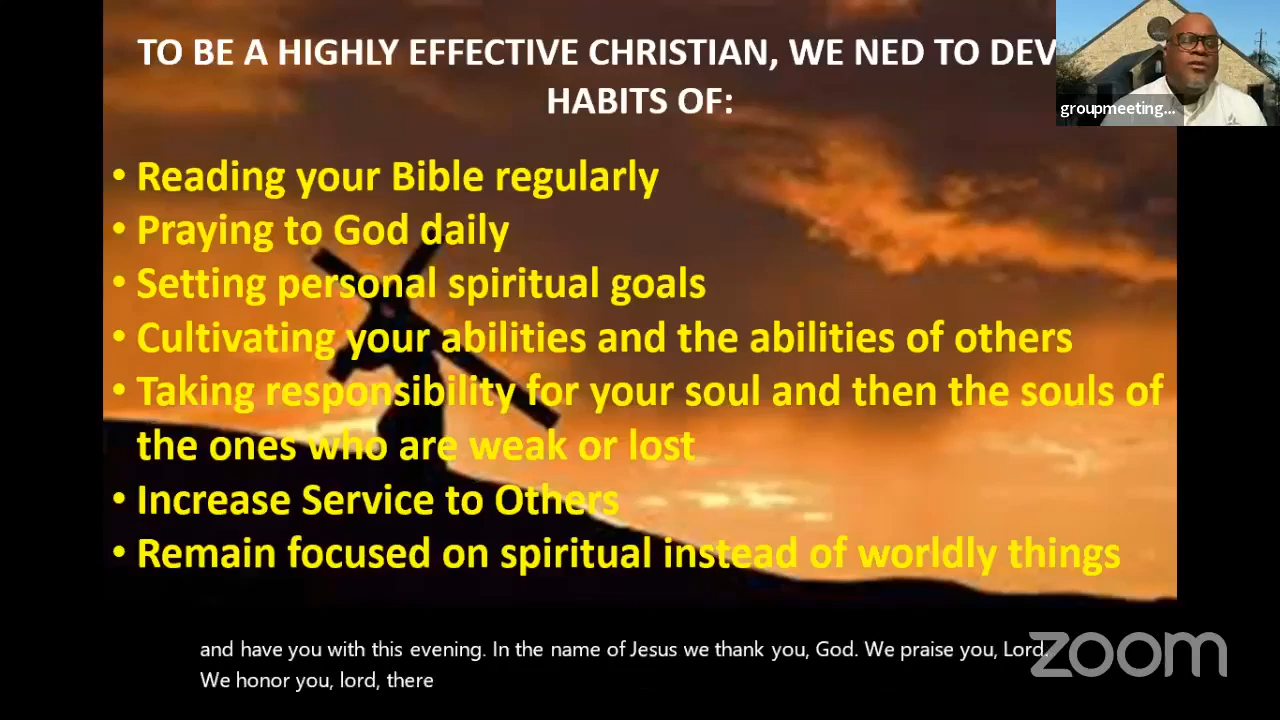 TO BE A HIGHLY EFFECTIVE CHRISTIAN, WE NED TO DEV
HABITS OF:
groupmeeting...
• Reading your Bible regularly
• Praying to God daily
• Setting personal spiritual goals
• Cultivating your abilities and the abilities of others
• Taking responsibility for your soul and then the souls of
the ones who are weak or lost
• Increase Service to Others
• Remain focused on spiritual instead of worldly things
and have you with this evening. In the name of Jesus we thank you, God. We praise you, Lord.
We honor you, lord, there
zoom